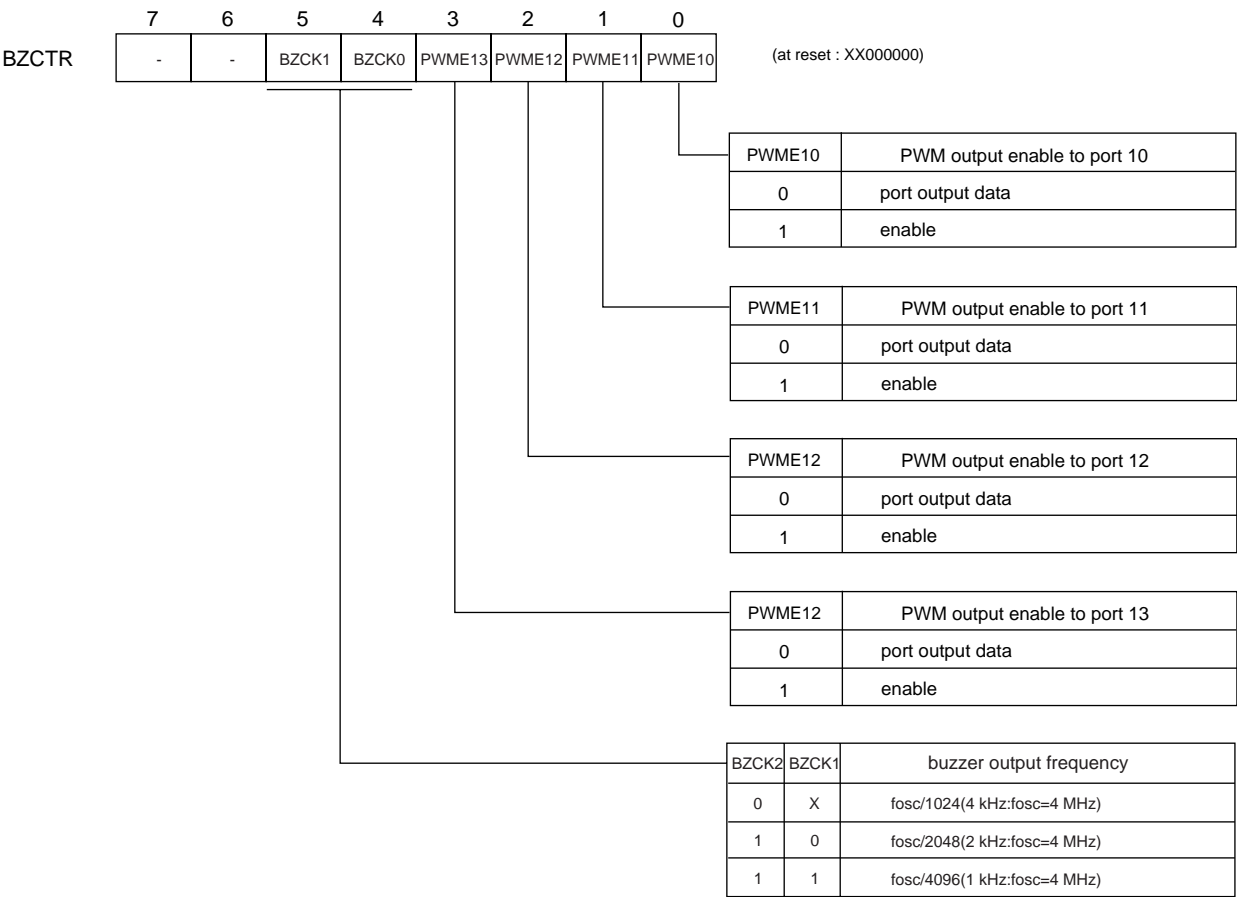 7 6 5 4 3 2 1 0
BZCTR - - BZCK1 BZCK0 PWME13 PWME12 PWME11 PWME10 (at reset : XX000000)
PWME10 PWM output enable to port 10
0 port output data
1 enable
PWME11 PWM output enable to port 11
0 port output data
1 enable
PWME12 PWM output enable to port 12
0 port output data
1 enable
PWME12 PWM output enable to port 13
0 port output data
1 enable
BZCK2 BZCK1 buzzer output frequency
0 X fosc/1024(4 kHz:fosc=4 MHz)
1 0 fosc/2048(2 kHz:fosc=4 MHz)
1 1 fosc/4096(1 kHz:fosc=4 MHz)